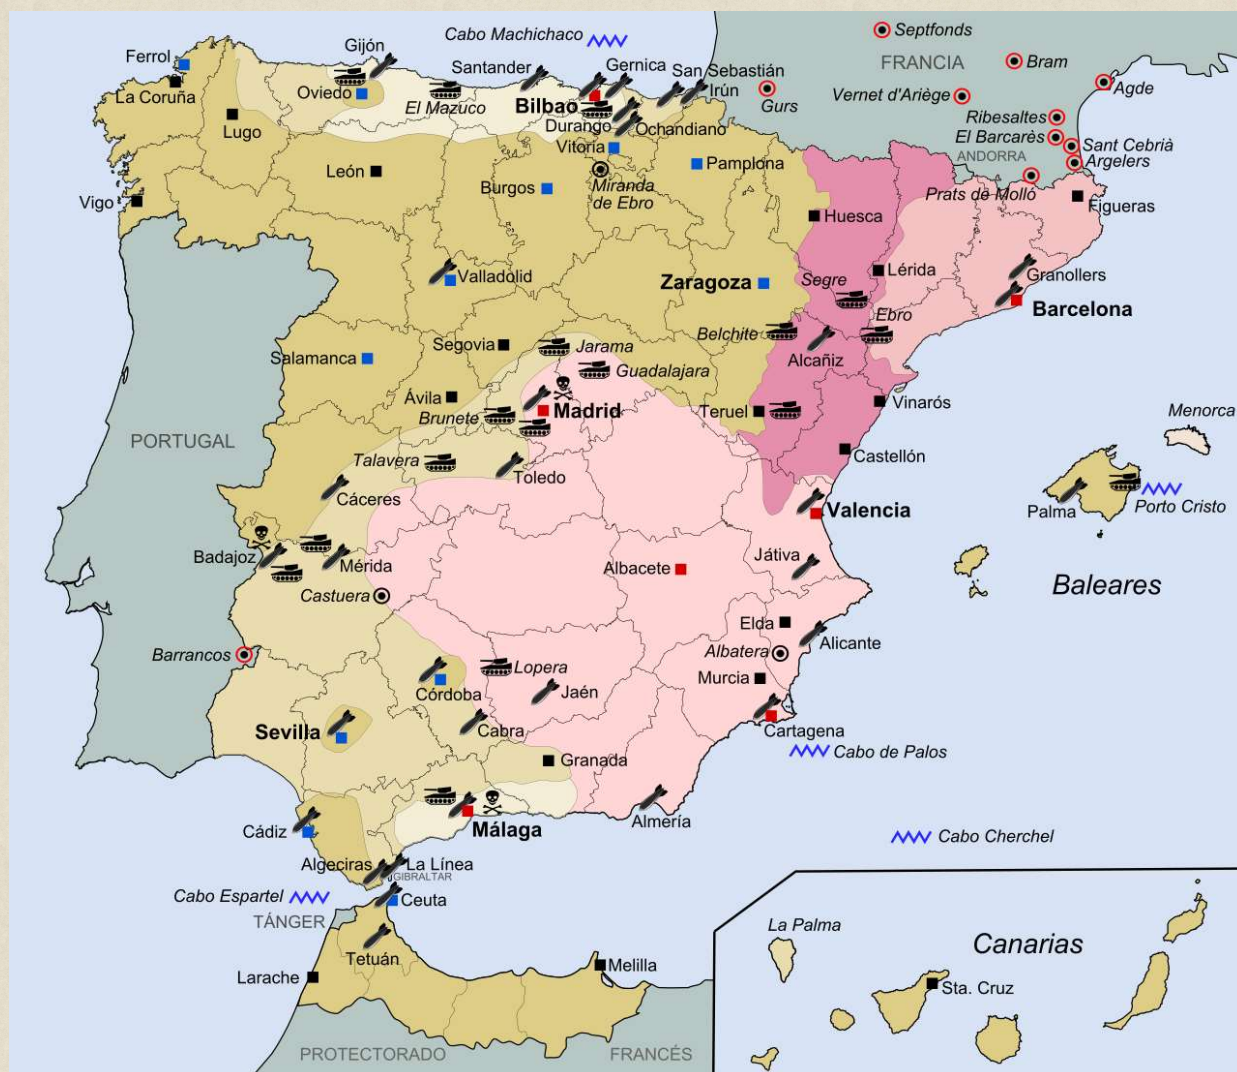 Cabo Machichaco
Septfonds
FRANCIA
Bram
Agde
Gurs
Vernet d'Ariège
Ribesaltes
El Barcarès
Sant Cebrià
ANDORRA
Argelers
Prats de Molló
Ferrol
Gijón
La Coruña
Oviedo
El Mazuco
Santander
Gernica
San Sebastián
Irún
Bilbao
Durango
Ochandiano
Lugo
Vitoria
Pamplona
León
Burgos
Miranda
de Ebro
Vigo
Huesca
Figueras
Valladolid
Zaragoza
Segre
Lérida
Granollers
Barcelona
Ebro
Belchite
Alcañiz
Segovia
Jarama
Salamanca
Guadalajara
Ávila
Brunete
Madrid
Teruel
Vinarós
Menorca
PORTUGAL
Talavera
Toledo
Castellón
Cáceres
Valencia
Palma
Porto Cristo
Badajoz
Mérida
Játiva
Albacete
Baleares
Castuera
Elda
Alicante
Barrancos
Albatera
Lopera
Córdoba
Jaén
Murcia
Sevilla
Cabra
Cartagena
Granada
Cabo de Palos
Cádiz
Málaga
Almería
Cabo Cherchel
Algeciras
La Línea
GIBRALTAR
Cabo Espartel
Ceuta
TÁNGER
Tetuán
La Palma
Canarias
Larache
Melilla
Sta. Cruz
PROTECTORADO
FRANCÉS